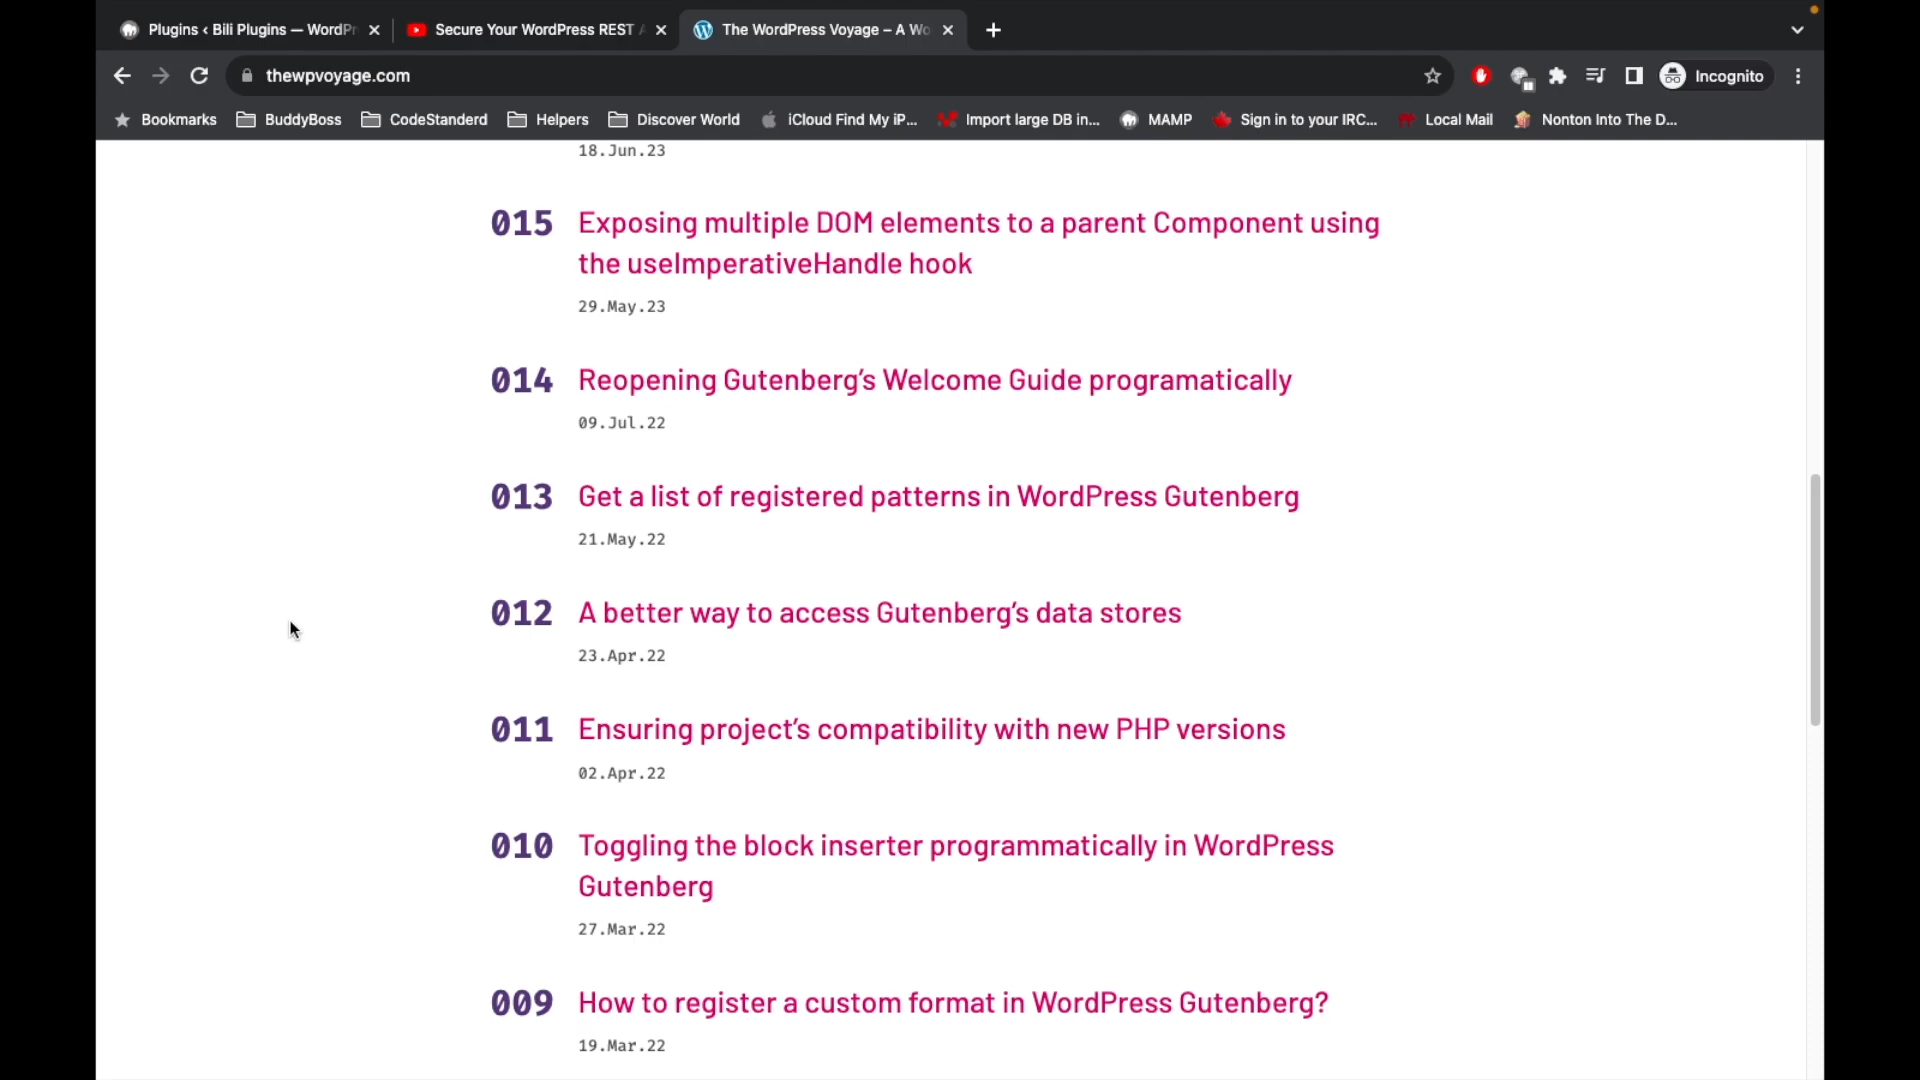 Plugins ‹ Bili Plugins — WordPr
Secure Your WordPress REST A
The WordPress Voyage – A Wo
thewpvoyage.com
Incognito
Bookmarks
BuddyBoss
CodeStanderd
Helpers
Discover World
iCloud Find My iP...
Import large DB in...
MAMP
Sign in to your IRC...
Local Mail
Nonton Into The D...
18.Jun.23
015 Exposing multiple DOM elements to a parent Component using
the useImperativeHandle hook
29.May.23
014 Reopening Gutenberg’s Welcome Guide programatically
09.Jul.22
013 Get a list of registered patterns in WordPress Gutenberg
21.May.22
012 A better way to access Gutenberg’s data stores
23.Apr.22
011 Ensuring project’s compatibility with new PHP versions
02.Apr.22
010 Toggling the block inserter programmatically in WordPress
Gutenberg
27.Mar.22
009 How to register a custom format in WordPress Gutenberg?
19.Mar.22